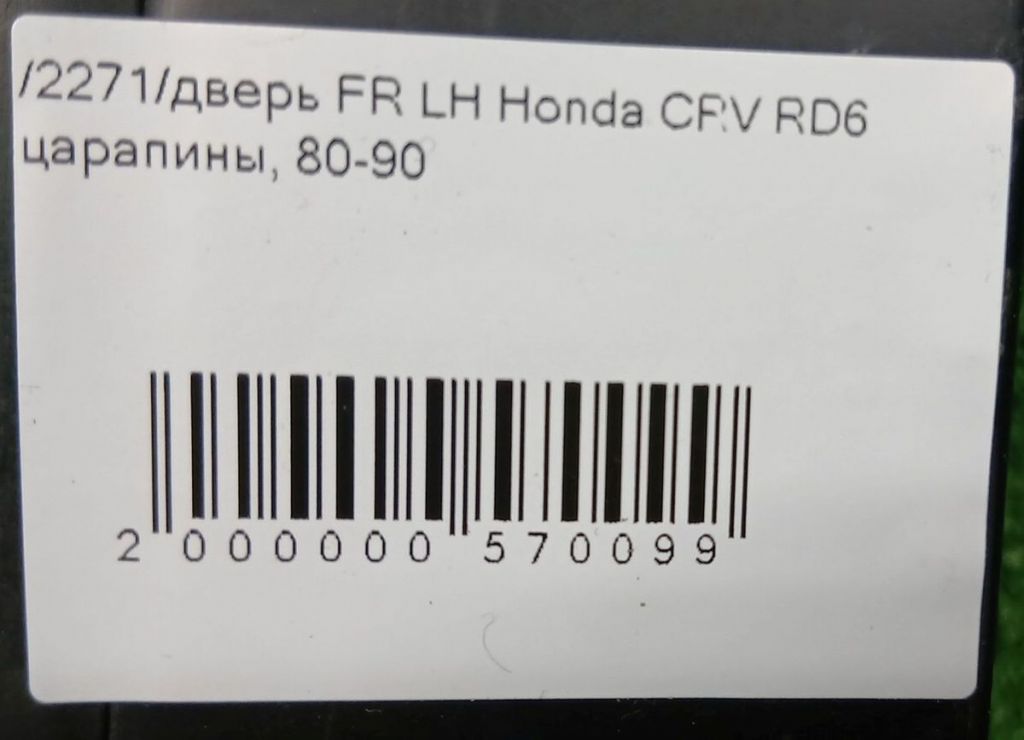 /2271/дверь FR LH Honda CRV RD6
царапины, 80-90
2 000000 570099